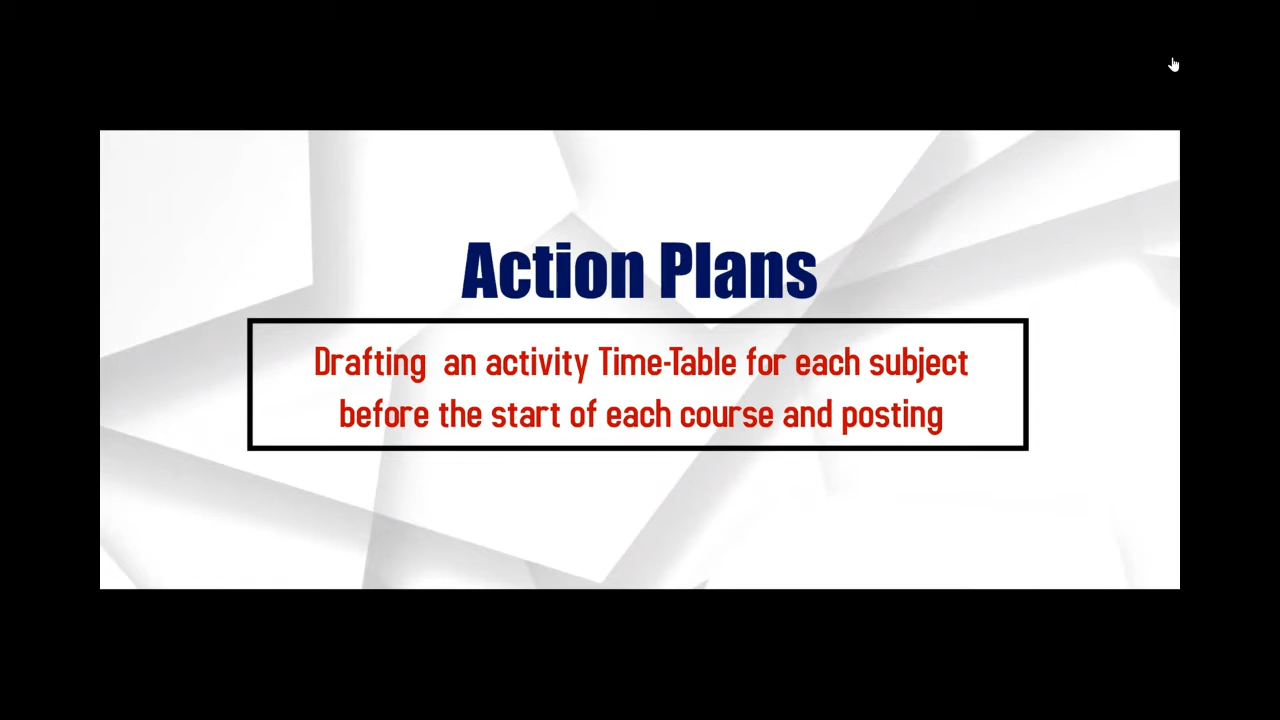 Action Plans
Drafting an activity Time-Table for each subject
before the start of each course and posting